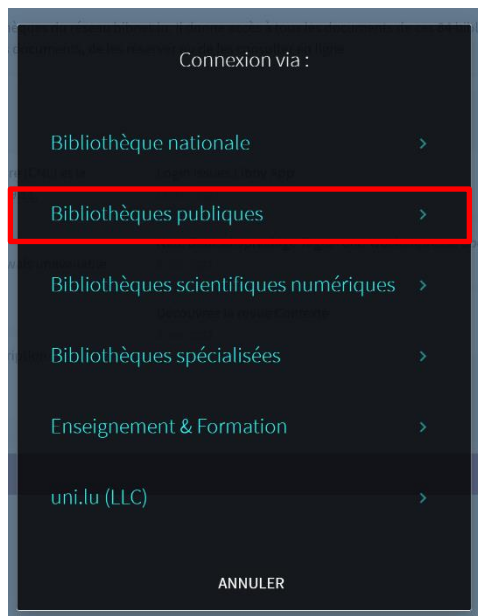 Connexion via :
Bibliothèque nationale
Bibliothèques publiques
Bibliothèques scientifiques numériques
Bibliothèques spécialisées
Enseignement & Formation
uni.lu (LLC)
ANNULER